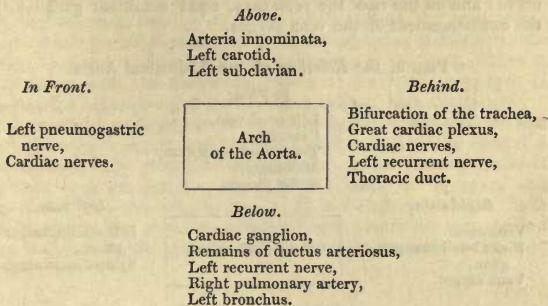 Above.
Arteria innominata,
Left carotid,
Left subclavian.
In Front.
Left pneumogastric
nerve,
Cardiac nerves.
Arch
of the Aorta.
Behind.
Bifurcation of the trachea,
Great cardiac plexus,
Cardiac nerves,
Left recurrent nerve,
Thoracic duct.
Below.
Cardiac ganglion,
Remains of ductus arteriosus,
Left recurrent nerve,
Right pulmonary artery,
Left bronchus.